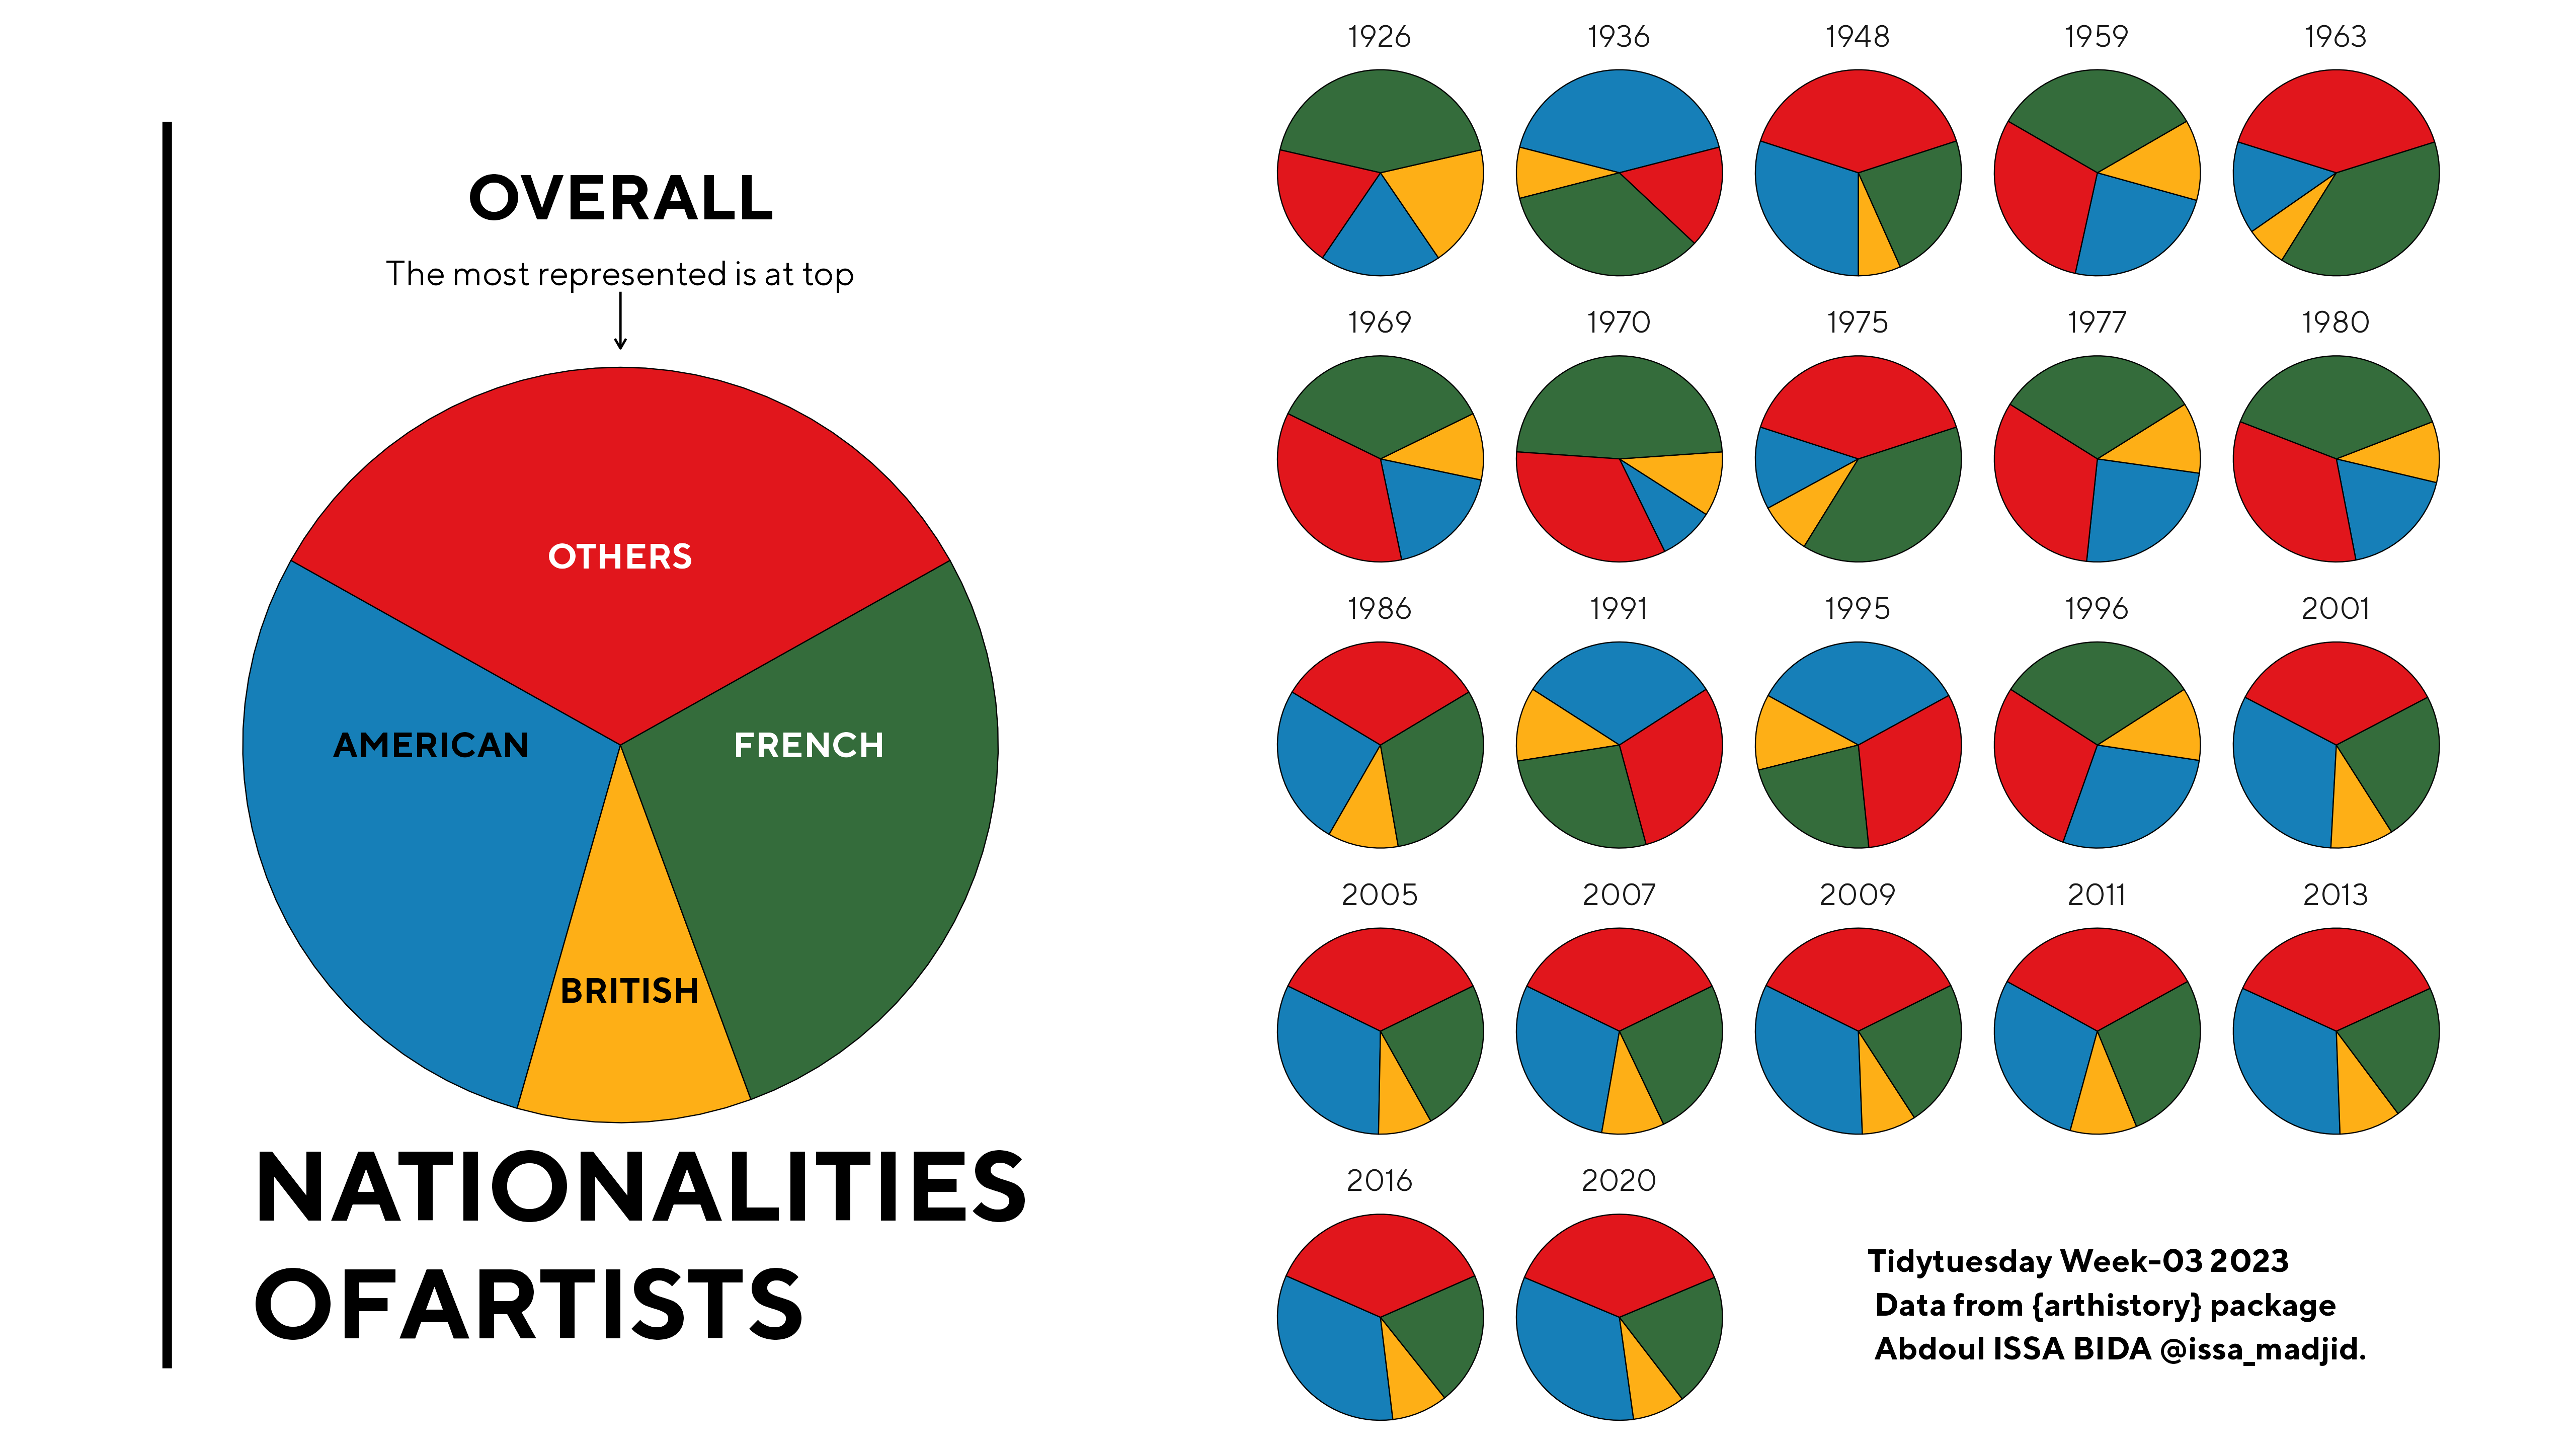 OVERALL
The most represented is at top
OTHERS
AMERICAN
FRENCH
BRITISH
NATIONALITIES
OFARTISTS
1926
1936
1948
1959
1963
1969
1970
1975
1977
1980
1986
1991
1995
1996
2001
2005
2007
2009
2011
2013
2016
2020
Tidytuesday Week-03 2023
Data from {arthistory} package
Abdoul ISSA BIDA @issa_madjid.